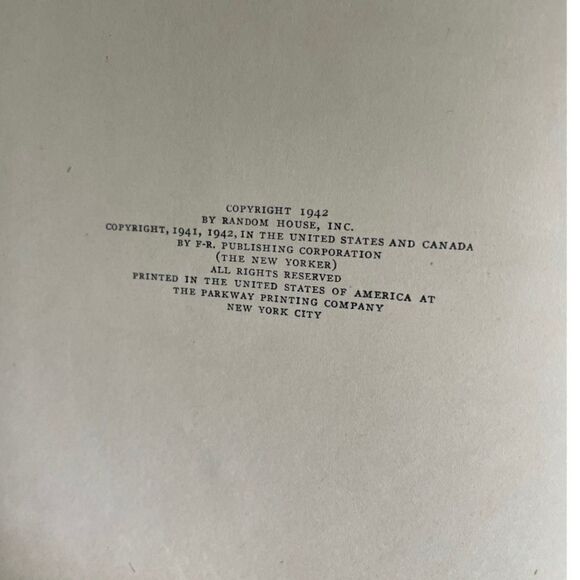 COPYRIGHT 1942
BY RANDOM HOUSE, INC.
COPYRIGHT, 1941, 1942, IN THE UNITED STATES AND CANADA
BY F-R. PUBLISHING CORPORATION
(THE NEW YORKER)
ALL RIGHTS RESERVED
PRINTED IN THE UNITED STATES OF AMERICA AT
THE PARKWAY PRINTING COMPANY
NEW YORK CITY